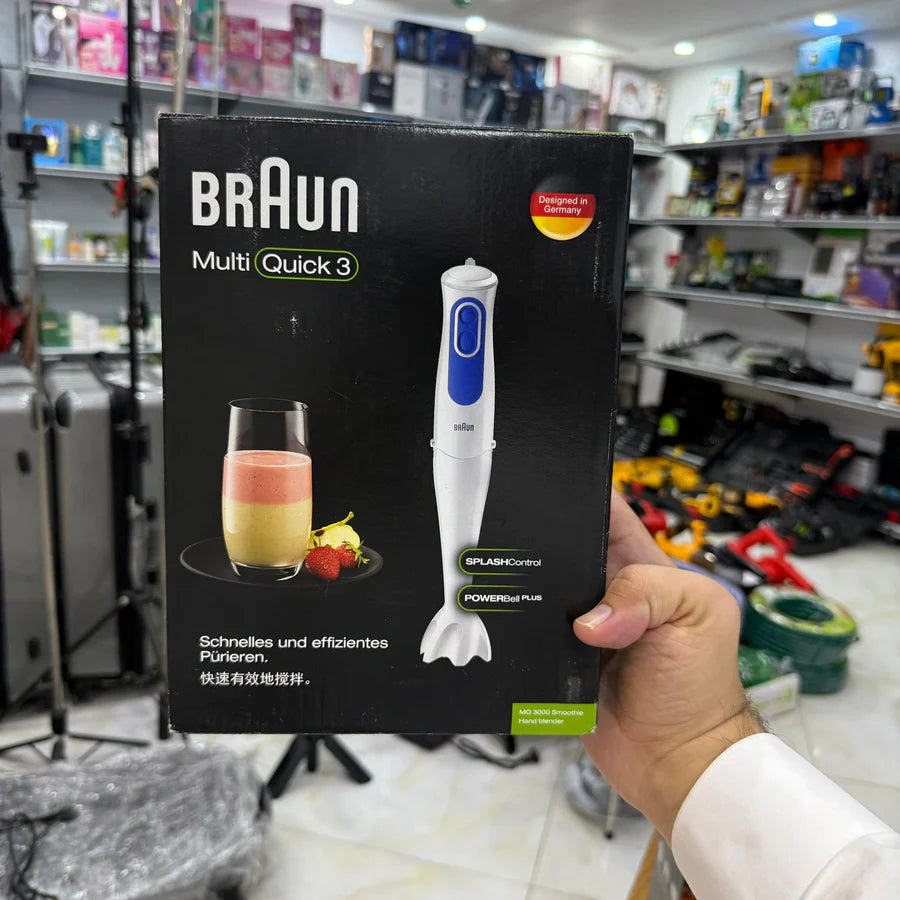 BRAUN
Designed in
Germany
Multi Quick 3
BRAUN
SPLASHControl
POWERBell PLUS
Schnelles und effizientes
Pürieren.
快速有效地搅拌。
MQ 3000 Smoothie
Hand blender